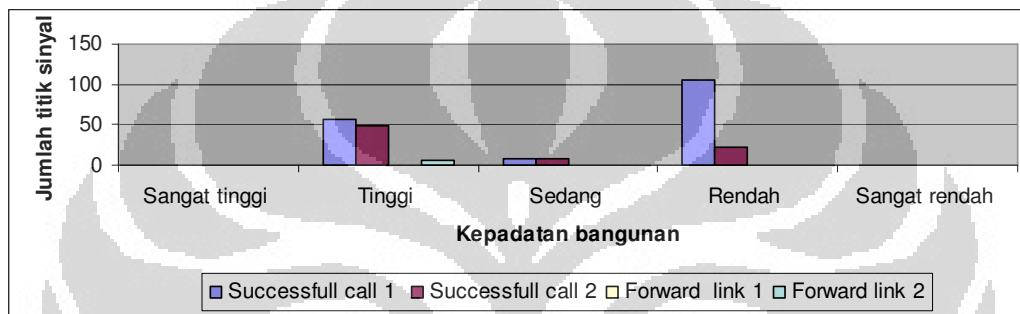 Jumlah titik sinyal
150
100
50
0
Sangat tinggi Tinggi Sedang Rendah Sangat rendah
Kepadatan bangunan
Successfull call 1 Successfull call 2 Forward link 1 Forward link 2